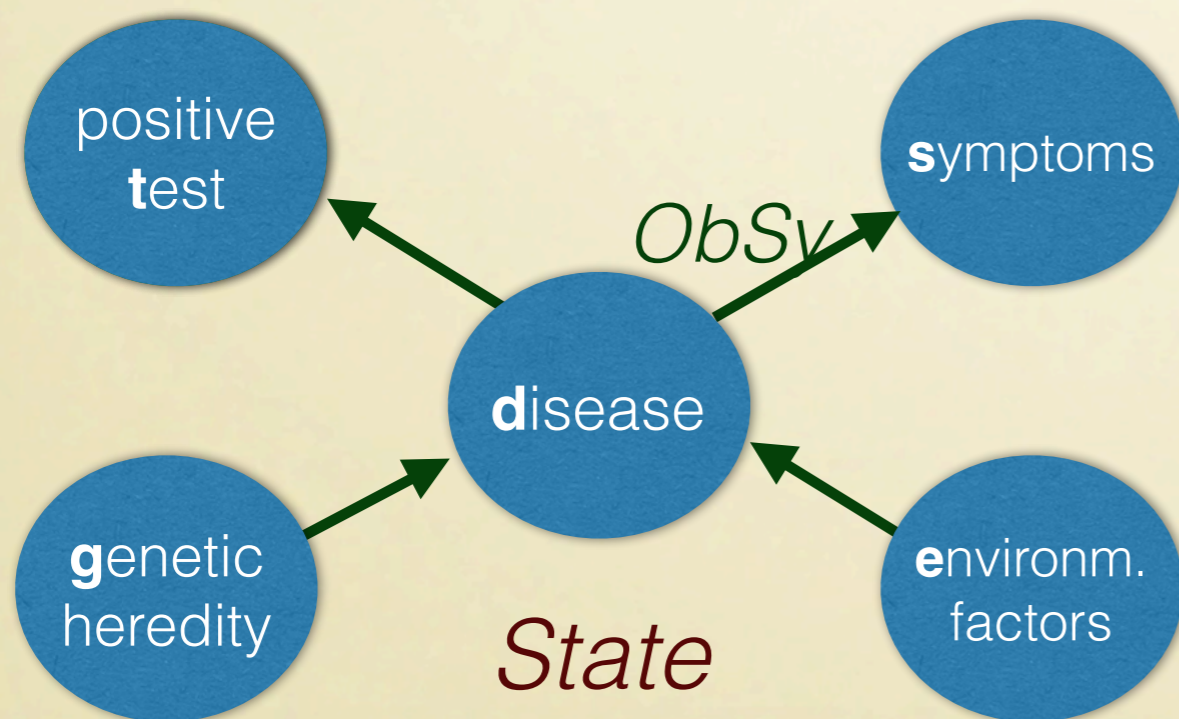 positive
test
symptoms
ObSy
disease
genetic
heredity
environm.
factors
State